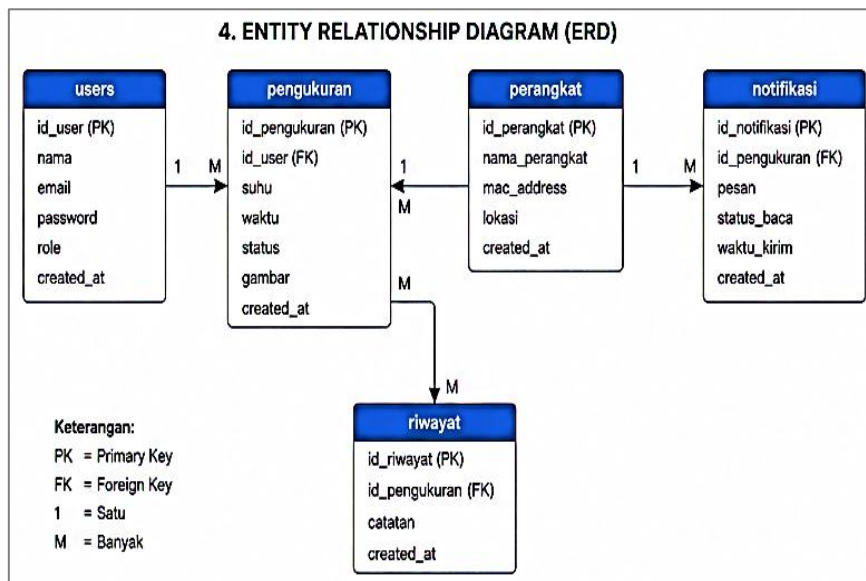 4. ENTITY RELATIONSHIP DIAGRAM (ERD)
users
id_user (PK)
nama
email
password
role
created_at
1
M
pengukuran
id_pengukuran (PK)
id_user (FK)
suhu
waktu
status
gambar
created_at
1
M
perangkat
id_perangkat (PK)
nama_perangkat
mac_address
lokasi
created_at
1
M
notifikasi
id_notifikasi (PK)
id_pengukuran (FK)
pesan
status_baca
waktu_kirim
created_at
M
M
riwayat
id_riwayat (PK)
id_pengukuran (FK)
catatan
created_at
Keterangan:
PK = Primary Key
FK = Foreign Key
1 = Satu
M = Banyak